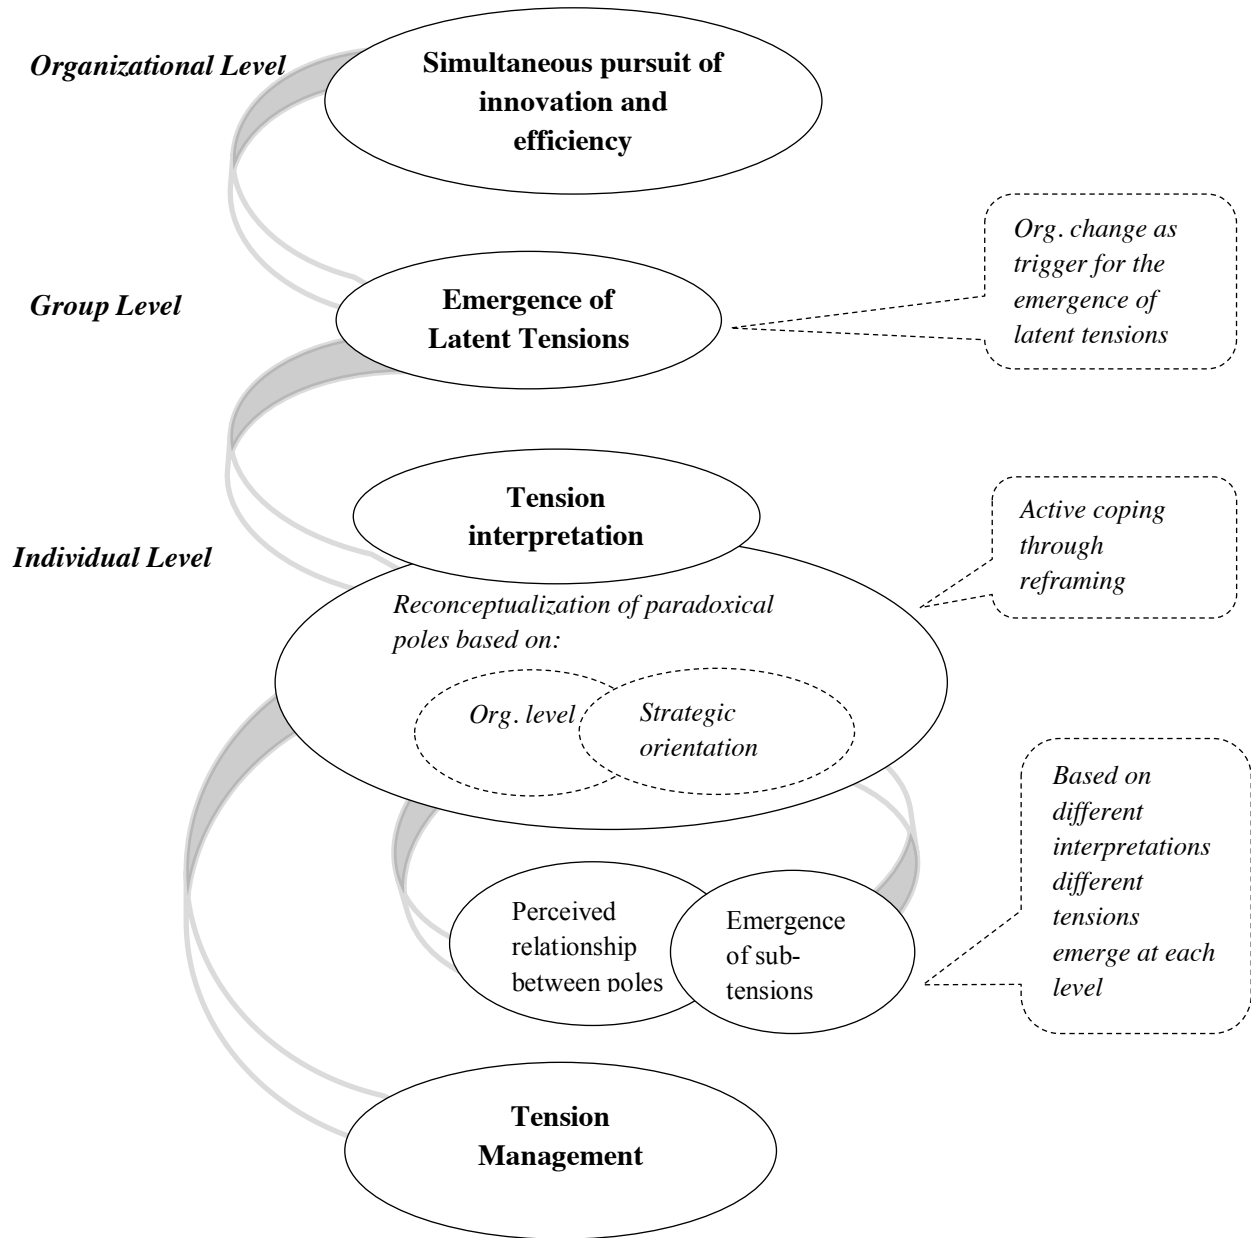 Organizational Level
Simultaneous pursuit of
innovation and
efficiency
Org. change as
trigger for the
emergence of
latent tensions
Group Level
Emergence of
Latent Tensions
Tension
interpretation
Active coping
through
reframing
Individual Level
Reconceptualization of paradoxical
poles based on:
Org. level
Strategic
orientation
Based on
different
interpretations
different
tensions
emerge at each
level
Perceived
relationship
between poles
Emergence
of sub-
tensions
Tension
Management